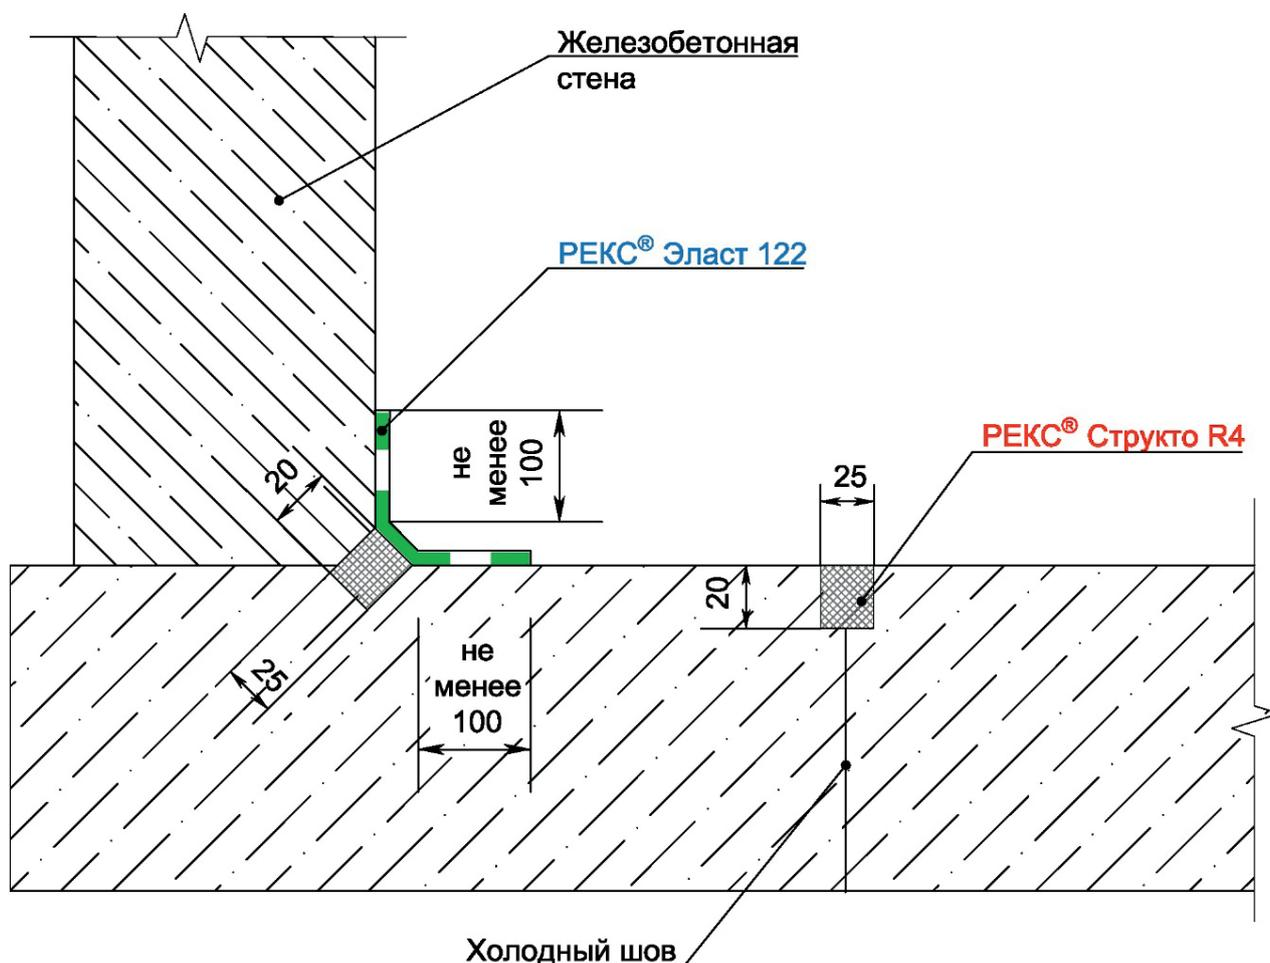 Железобетонная
стена
РЕКС® Эласт 122
не
менее
100
РЕКС® Структо R4
20
25
20
25
не
менее
100
Холодный шов